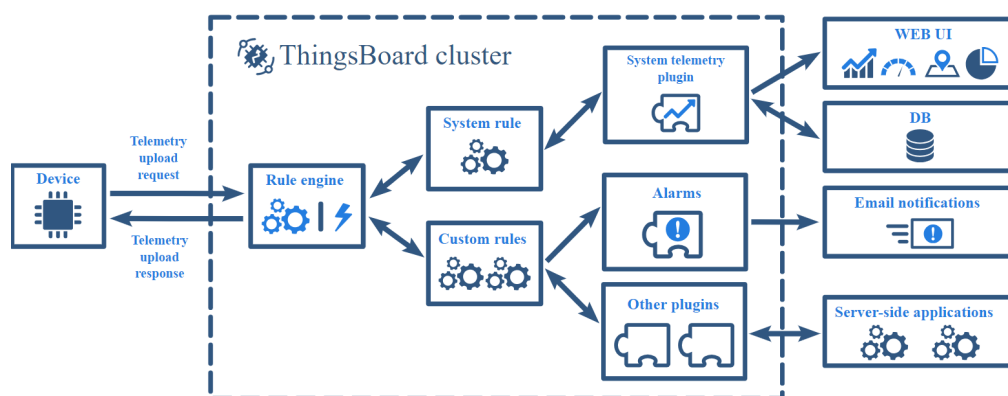 ThingsBoard cluster
Device
Telemetry
upload
request
Telemetry
upload
response
Rule engine
System rule
Custom rules
System telemetry
plugin
Alarms
Other plugins
WEB UI
DB
Email notifications
Server-side applications